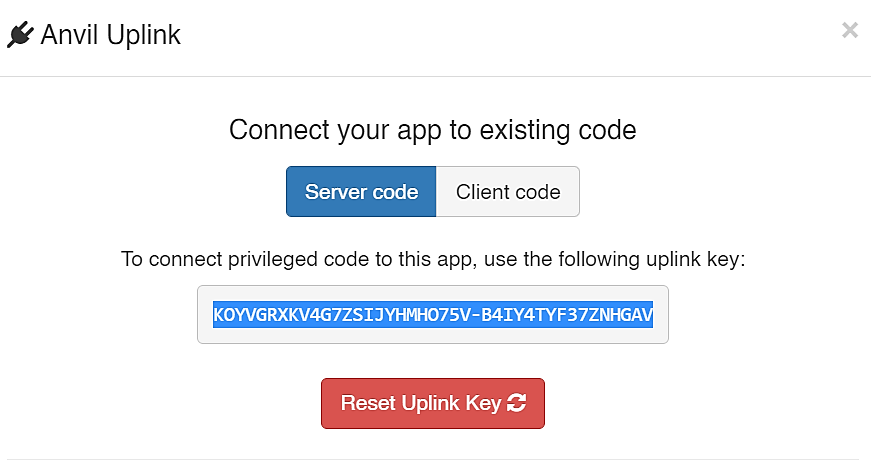 Anvil Uplink
×
Connect your app to existing code
Server code
Client code
To connect privileged code to this app, use the following uplink key:
KOYVGRXKV4G7ZSIJYHMHO75V-B4IY4TYF37ZNHGAV
Reset Uplink Key